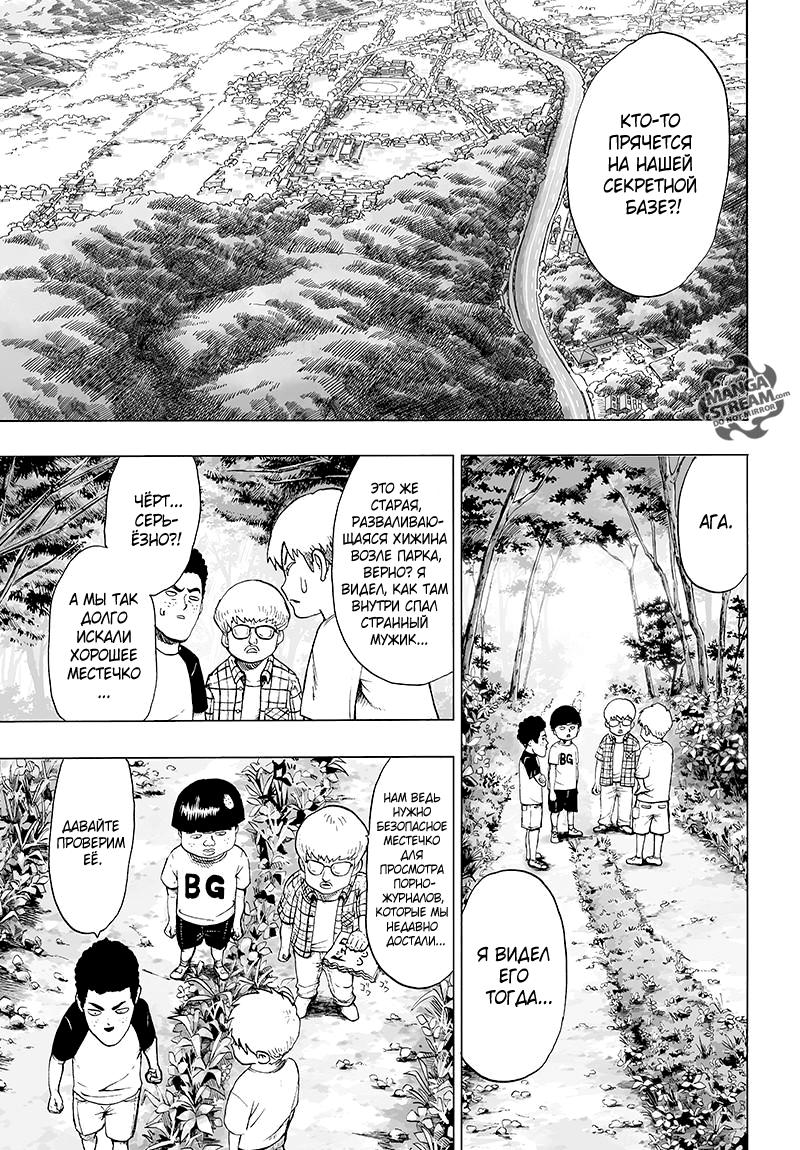 КТО-ТО
ПРЯЧЕТСЯ
НА НАШЕЙ
СЕКРЕТНОЙ
БАЗЕ?!
MANGA
STREAM.com
DO NOT MIRROR
АГА.
Я ВИДЕЛ
ЕГО
ТОГДА...
ЭТО ЖЕ
СТАРАЯ,
РАЗВАЛИВАЮ-
ЩАЯСЯ ХИЖИНА
ВОЗЛЕ ПАРКА,
ВЕРНО? Я
ВИДЕЛ, КАК ТАМ
ВНУТРИ СПАЛ
СТРАННЫЙ
МУЖИК...
ЧЁРТ...
СЕРЬ-
ЁЗНО?!
А МЫ ТАК
ДОЛГО
ИСКАЛИ
ХОРОШЕЕ
МЕСТЕЧКО
...
НАМ ВЕДЬ
НУЖНО
БЕЗОПАСНОЕ
МЕСТЕЧКО
ДЛЯ
ПРОСМОТРА
ПОРНО-
ЖУРНАЛОВ,
КОТОРЫЕ МЫ
НЕДАВНО
ДОСТАЛИ...
BG
BG
ДАВАЙТЕ
ПРОВЕРИМ
ЕЁ.